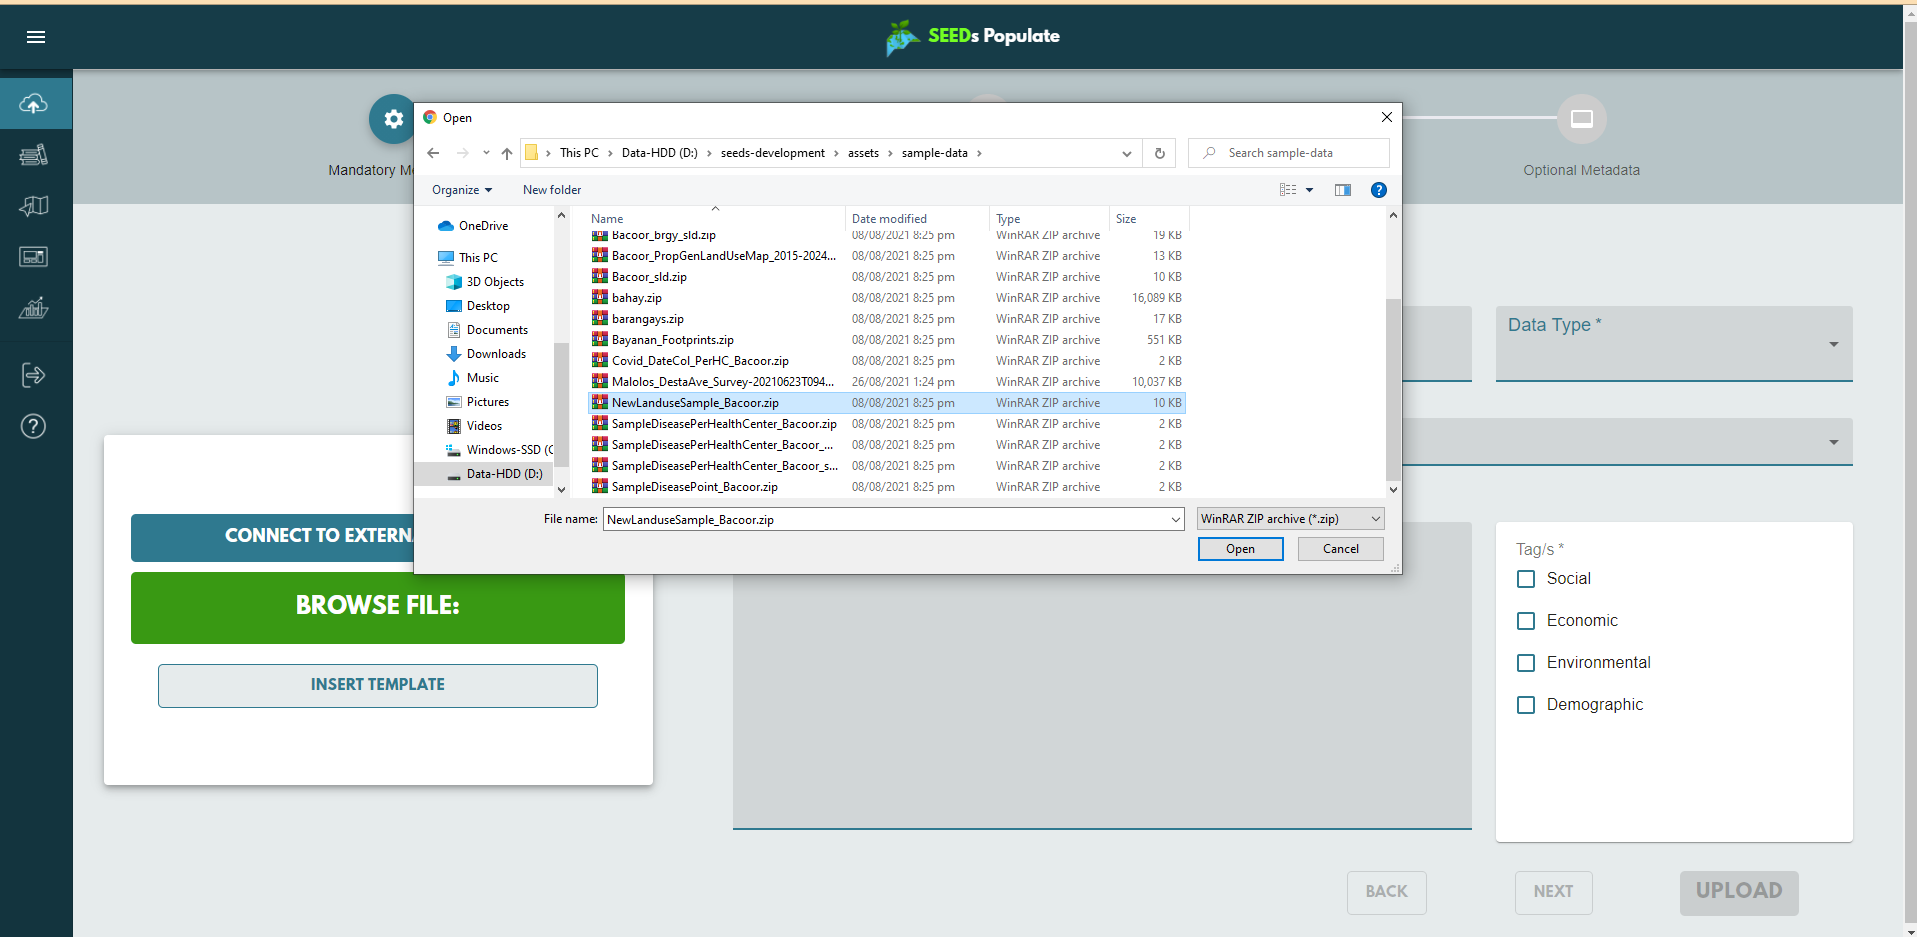 SEEDs Populate
Mandatory M
Optional Metadata
Open
This PC > Data-HDD (D:) > seeds-development > assets > sample-data >
Search sample-data
Organize
New folder
OneDrive
This PC
3D Objects
Desktop
Documents
Downloads
Music
Pictures
Videos
Windows-SSD (C
Data-HDD (D:)
Name Date modified Type Size
Bacoor_brgy_sld.zip 08/08/2021 8:25 pm WinRAR ZIP archive 19 KB
Bacoor_PropGenLandUseMap_2015-2024... 08/08/2021 8:25 pm WinRAR ZIP archive 13 KB
Bacoor_sld.zip 08/08/2021 8:25 pm WinRAR ZIP archive 10 KB
bahay.zip 08/08/2021 8:25 pm WinRAR ZIP archive 16,089 KB
barangays.zip 08/08/2021 8:25 pm WinRAR ZIP archive 17 KB
Bayanan_Footprints.zip 08/08/2021 8:25 pm WinRAR ZIP archive 551 KB
Covid_DateCol_PerHC_Bacoor.zip 08/08/2021 8:25 pm WinRAR ZIP archive 2 KB
Malolos_DestaAve_Survey-20210623T094... 26/08/2021 1:24 pm WinRAR ZIP archive 10,037 KB
NewLanduseSample_Bacoor.zip 08/08/2021 8:25 pm WinRAR ZIP archive 10 KB
SampleDiseasePerHealthCenter_Bacoor.zip 08/08/2021 8:25 pm WinRAR ZIP archive 2 KB
SampleDiseasePerHealthCenter_Bacoor_... 08/08/2021 8:25 pm WinRAR ZIP archive 2 KB
SampleDiseasePerHealthCenter_Bacoor_s... 08/08/2021 8:25 pm WinRAR ZIP archive 2 KB
SampleDiseasePoint_Bacoor.zip 08/08/2021 8:25 pm WinRAR ZIP archive 2 KB
File name: NewLanduseSample_Bacoor.zip
WinRAR ZIP archive (*.zip)
Open
Cancel
CONNECT TO EXTERNA
BROWSE FILE:
INSERT TEMPLATE
Data Type *
Tag/s *
Social
Economic
Environmental
Demographic
BACK
NEXT
UPLOAD